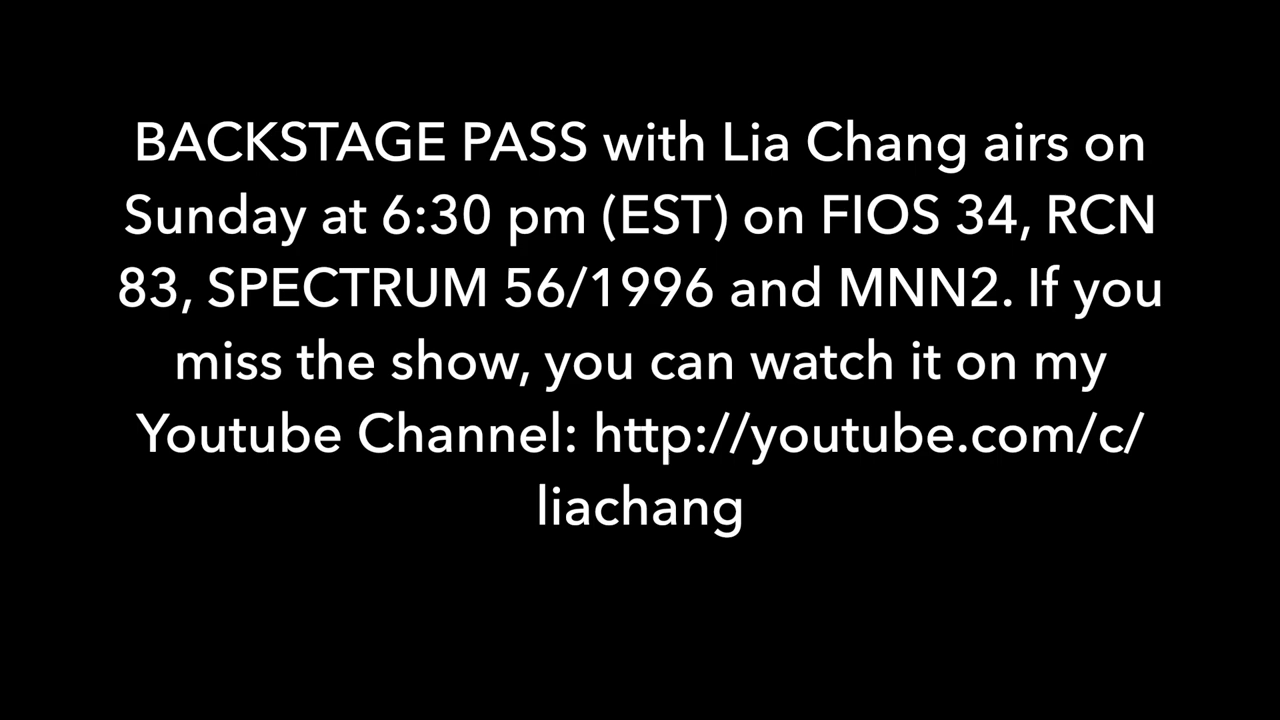 BACKSTAGE PASS with Lia Chang airs on
Sunday at 6:30 pm (EST) on FIOS 34, RCN
83, SPECTRUM 56/1996 and MNN2. If you
miss the show, you can watch it on my
Youtube Channel: http://youtube.com/c/
liachang